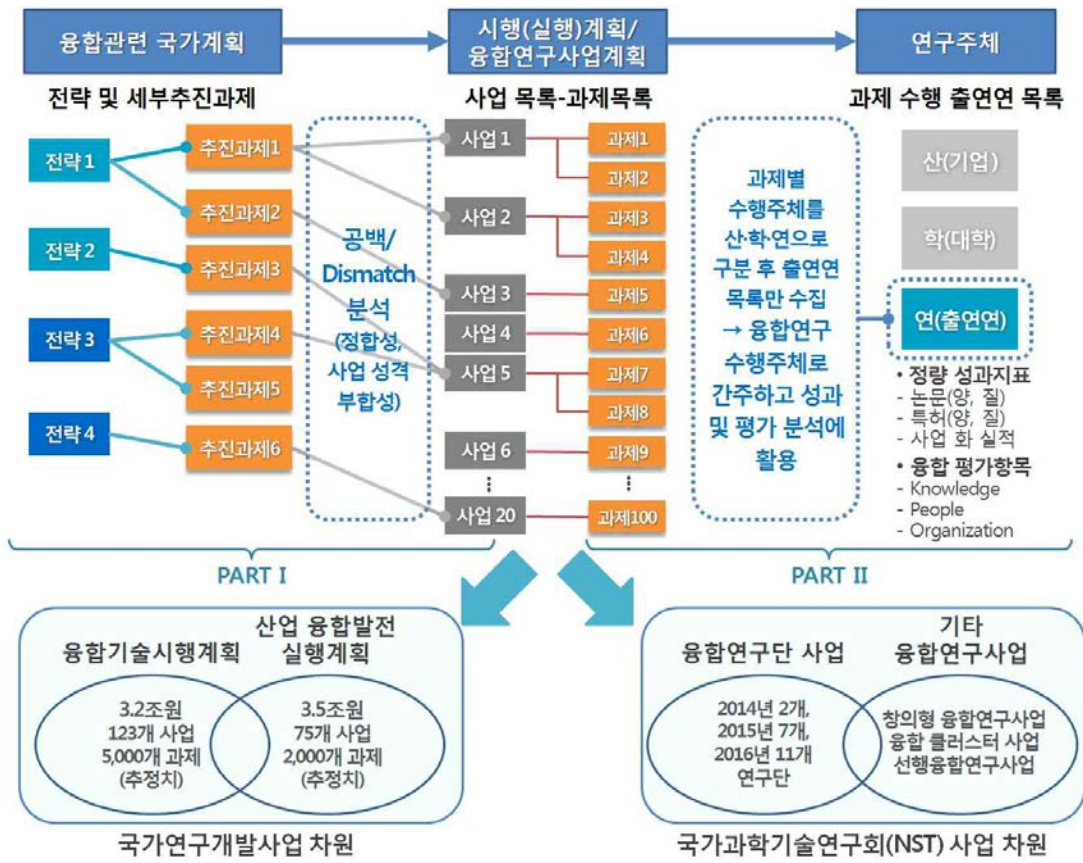 융합관련 국가계획
시행(실행)계획/
융합연구사업계획
연구주체
전략 및 세부추진과제
사업 목록-과제목록
과제 수행 출연연 목록
전략 1
전략 2
전략 3
전략 4
추진과제1
추진과제2
추진과제3
추진과제4
추진과제5
추진과제6
공백/
Dismatch
분석
(정합성,
사업 성격
부합성)
사업 1
사업 2
사업 3
사업 4
사업 5
사업 6
사업 20
과제1
과제2
과제3
과제4
과제5
과제6
과제7
과제8
과제9
과제100
과제별
수행주체를
산·학·연으로
구분 후 출연연
목록만 수집
→ 융합연구
수행주체로
간주하고 성과
및 평가 분석에
활용
산(기업)
학(대학)
연(출연연)
• 정량 성과지표
- 논문(양, 질)
- 특허(양, 질)
- 사업 화 실적
• 융합 평가항목
- Knowledge
- People
- Organization
PART I
PART II
융합기술시행계획
산업 융합발전
실행계획
3.2조원
123개 사업
5,000개 과제
(추정치)
3.5조원
75개 사업
2,000개 과제
(추정치)
국가연구개발사업 차원
융합연구단 사업
기타
융합연구사업
2014년 2개,
2015년 7개,
2016년 11개
연구단
창의형 융합연구사업
융합 클러스터 사업
선행융합연구사업
국가과학기술연구회(NST) 사업 차원